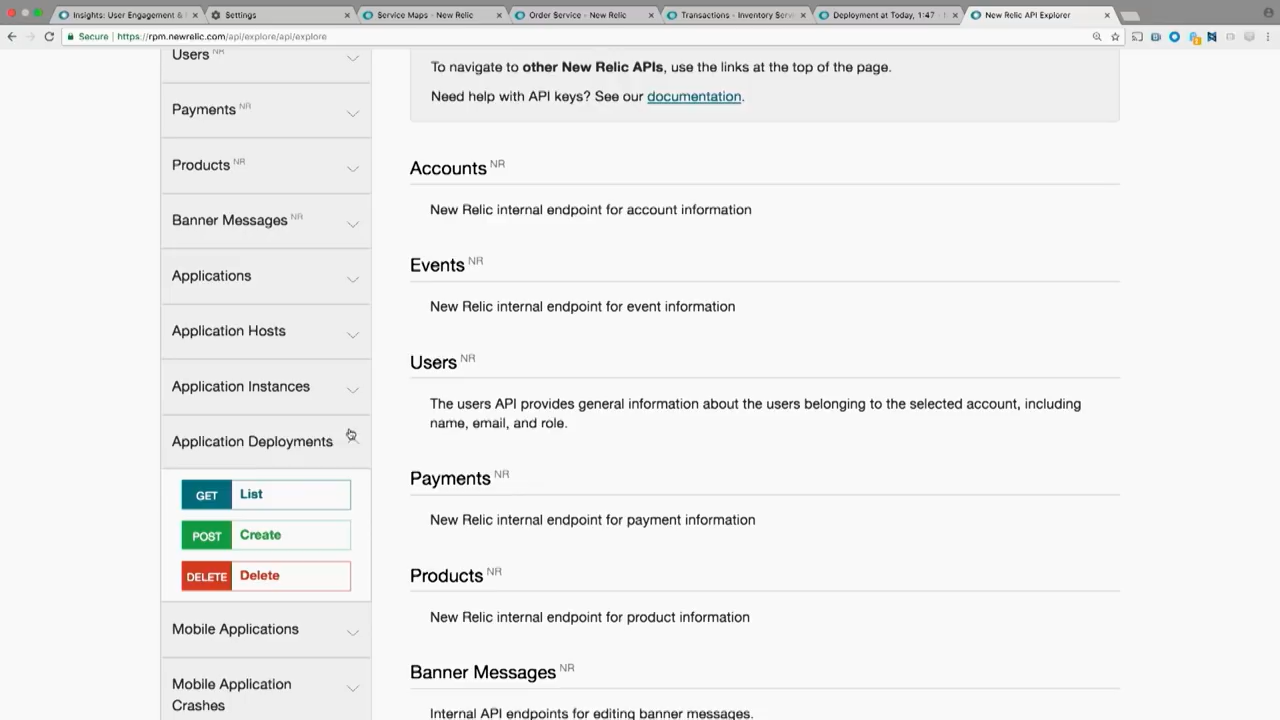 Insights: User Engagement &
Settings
Service Maps - New Relic
Order Service - New Relic
Transactions - Inventory Serv
Deployment at Today, 1:47 -
New Relic API Explorer
Secure
https://rpm.newrelic.com/api/explore/api/explore
Users NR
Payments NR
Products NR
Banner Messages NR
Applications
Application Hosts
Application Instances
Application Deployments
GET List
POST Create
DELETE Delete
Mobile Applications
Mobile Application
Crashes
To navigate to other New Relic APIs, use the links at the top of the page.
Need help with API keys? See our documentation.
Accounts NR
New Relic internal endpoint for account information
Events NR
New Relic internal endpoint for event information
Users NR
The users API provides general information about the users belonging to the selected account, including
name, email, and role.
Payments NR
New Relic internal endpoint for payment information
Products NR
New Relic internal endpoint for product information
Banner Messages NR
Internal API endpoints for editing banner messages.